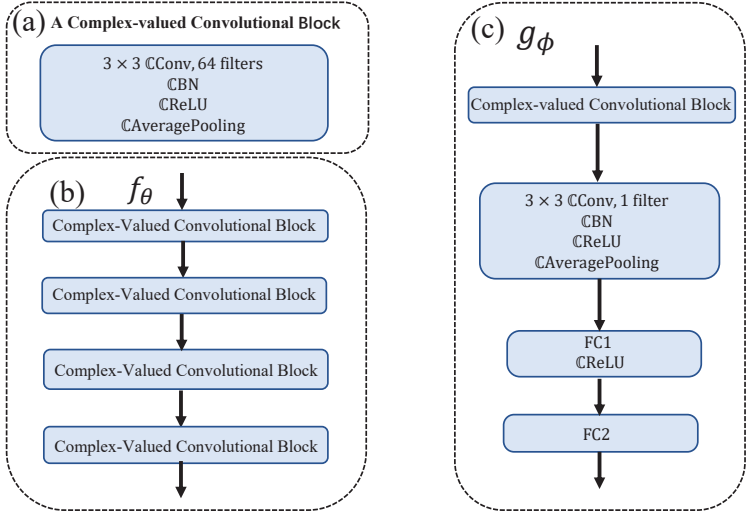 (a) A Complex-valued Convolutional Block
3 × 3 ℂConv, 64 filters
ℂBN
ℂReLU
ℂAveragePooling
(b) f_θ
Complex-Valued Convolutional Block
Complex-Valued Convolutional Block
Complex-Valued Convolutional Block
Complex-Valued Convolutional Block
(c) g_ϕ
Complex-valued Convolutional Block
3 × 3 ℂConv, 1 filter
ℂBN
ℂReLU
ℂAveragePooling
FC1
ℂReLU
FC2